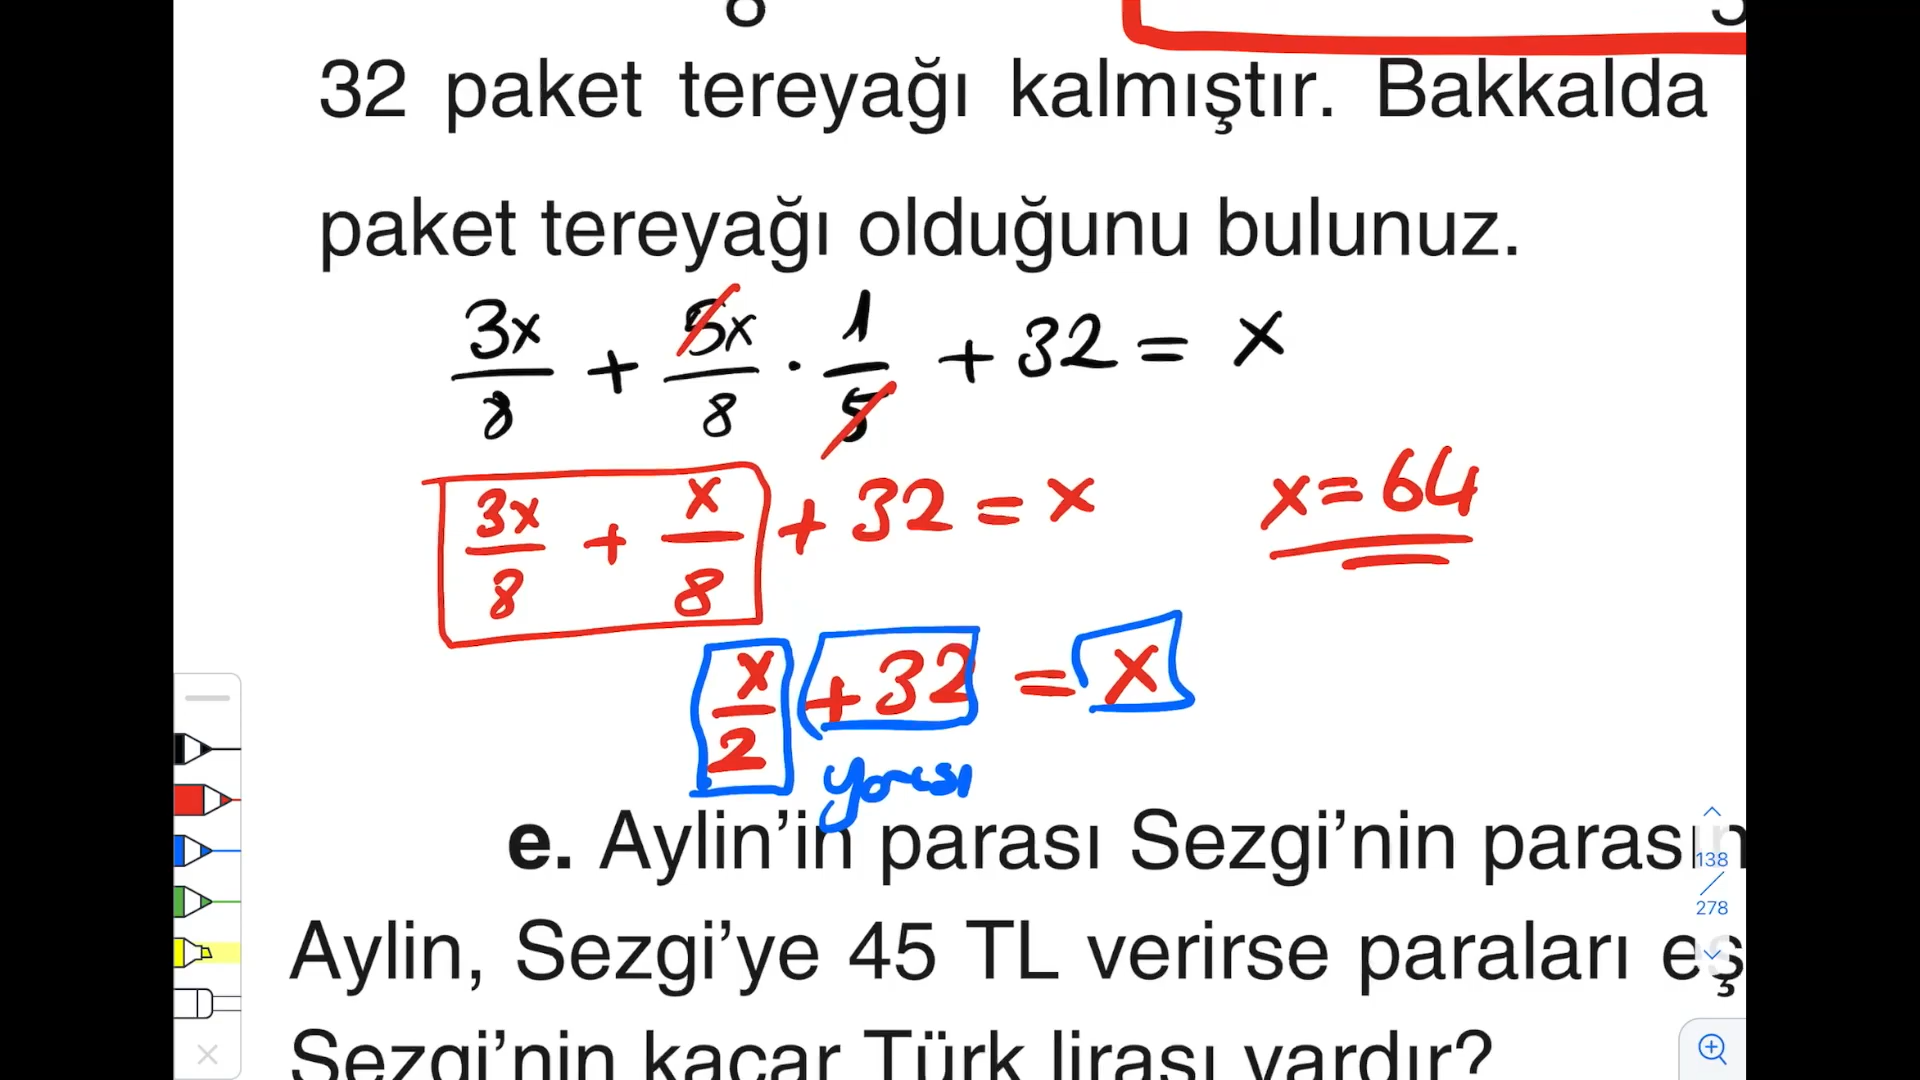 32 paket tereyağı kalmıştır. Bakkalda
paket tereyağı olduğunu bulunuz.
3x/8 + 5x/8 · 1/5 + 32 = x
3x/8 + x/8 + 32 = x
x = 64
x/2 + 32 = x
yarısı
e. Aylin’in parası Sezgi’nin parasın
138
/
278
Aylin, Sezgi’ye 45 TL verirse paraları eş
Sezgi’nin kaçar Türk lirası vardır?